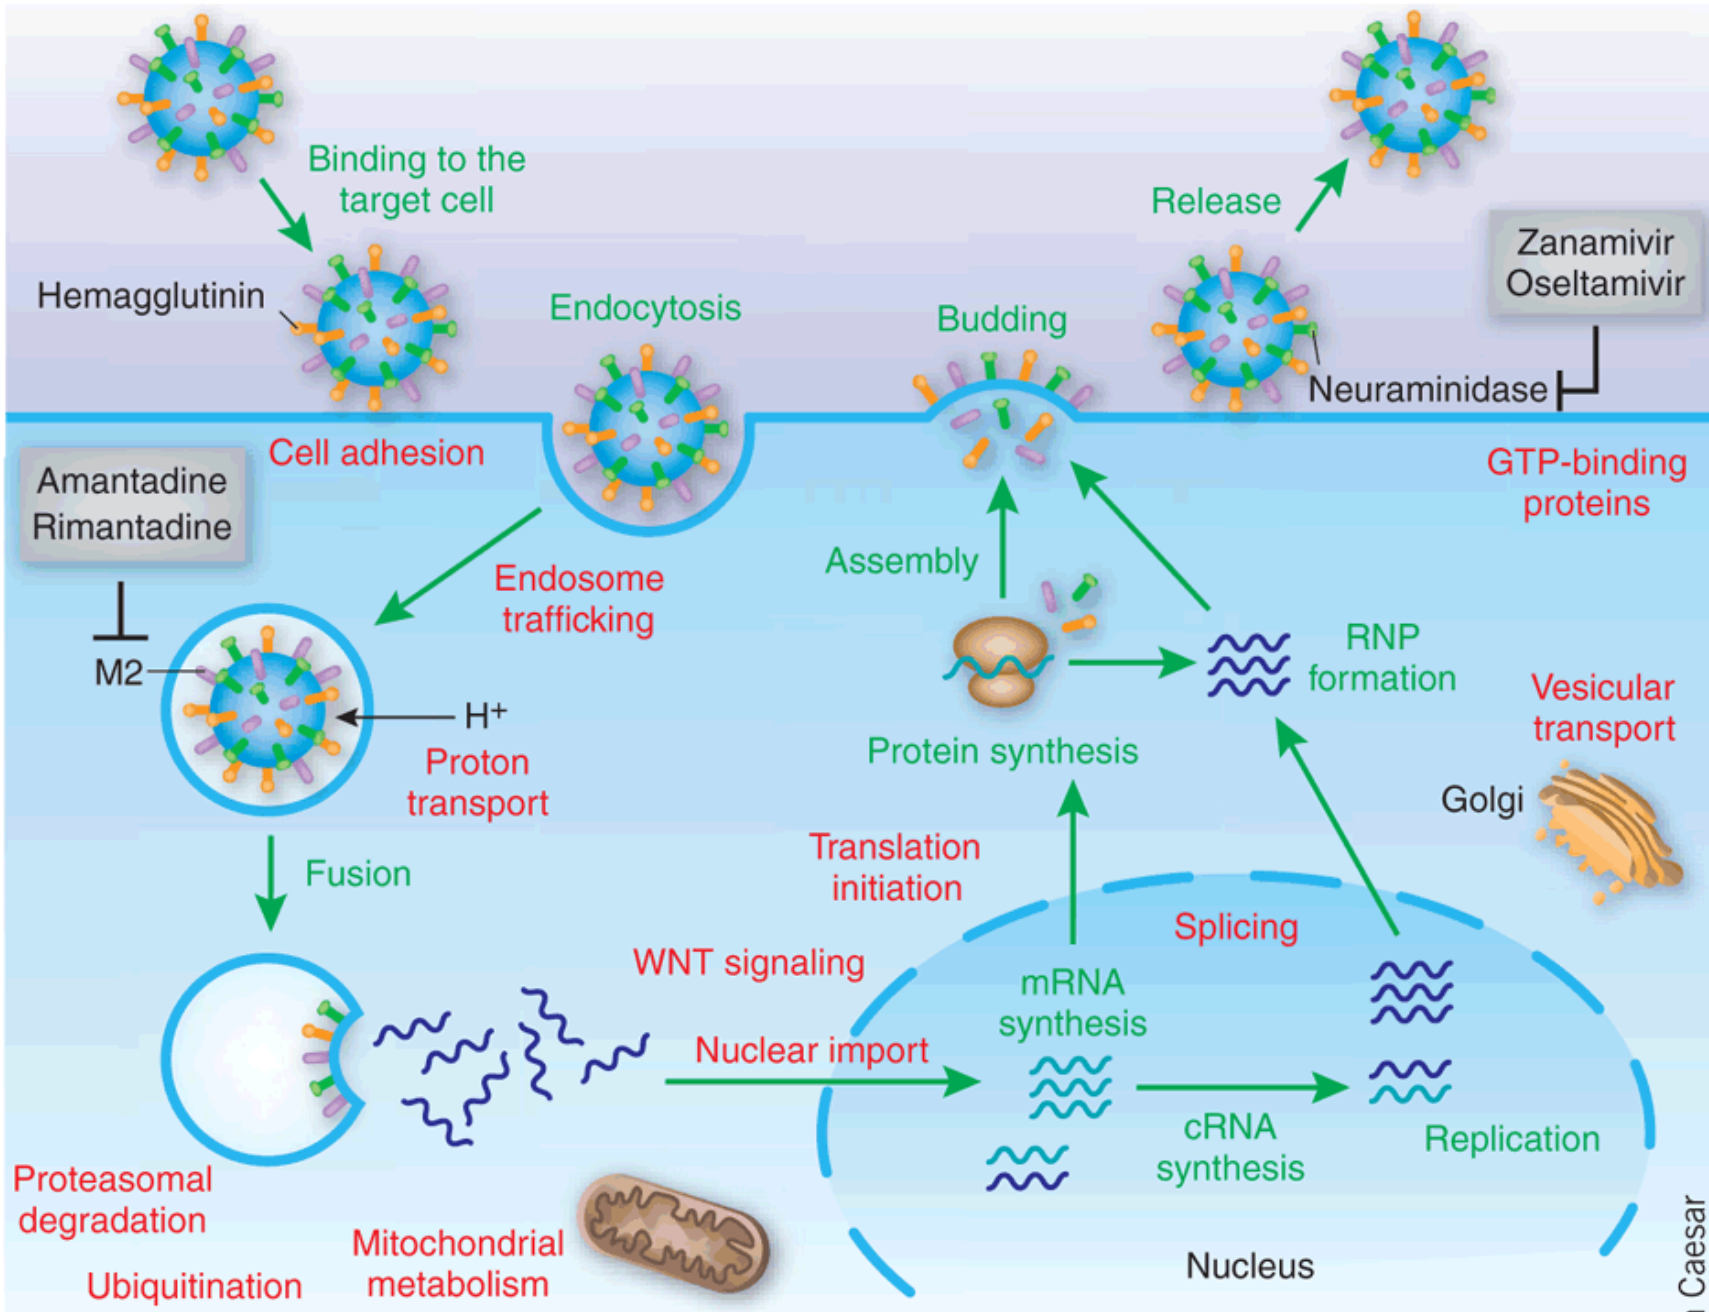 Binding to the
target cell
Release
Zanamivir
Oseltamivir
Hemagglutinin
Endocytosis
Budding
Neuraminidase
Cell adhesion
GTP-binding
proteins
Amantadine
Rimantadine
Endosome
trafficking
Assembly
M2
H+
RNP
formation
Proton
transport
Protein synthesis
Vesicular
transport
Golgi
Fusion
Translation
initiation
Splicing
WNT signaling
mRNA
synthesis
Nuclear import
cRNA
synthesis
Replication
Proteasomal
degradation
Ubiquitination
Mitochondrial
metabolism
Nucleus
Caesar